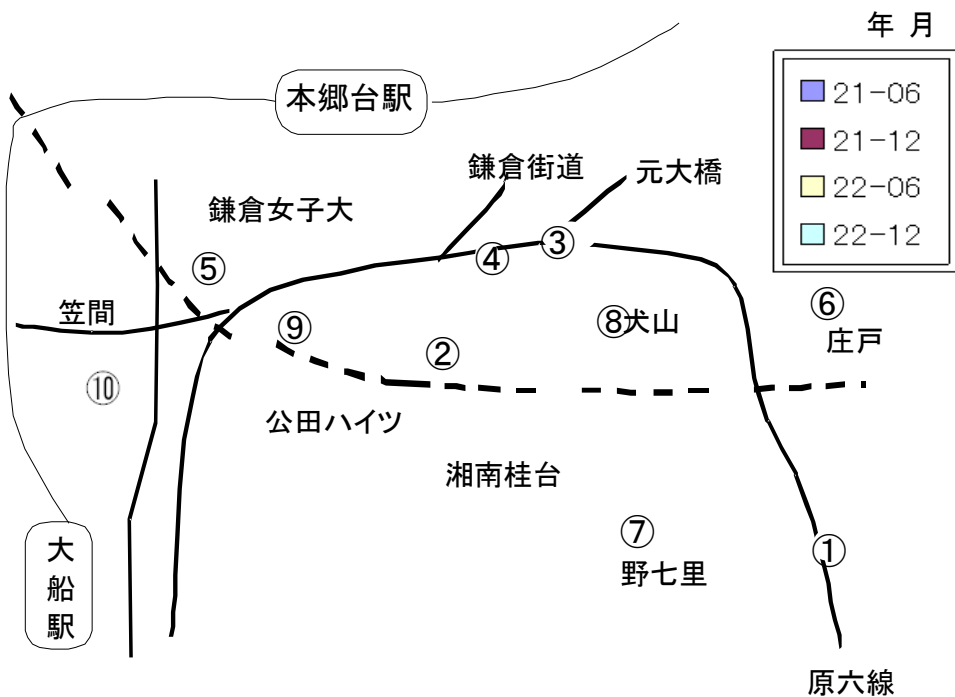 年 月
21-06
21-12
22-06
22-12
本郷台駅
鎌倉街道
元大橋
鎌倉女子大
③
④
⑤
⑥
庄戸
笠間
⑨
⑧犬山
②
⑩
公田ハイツ
湘南桂台
⑦
野七里
①
大船駅
原六線